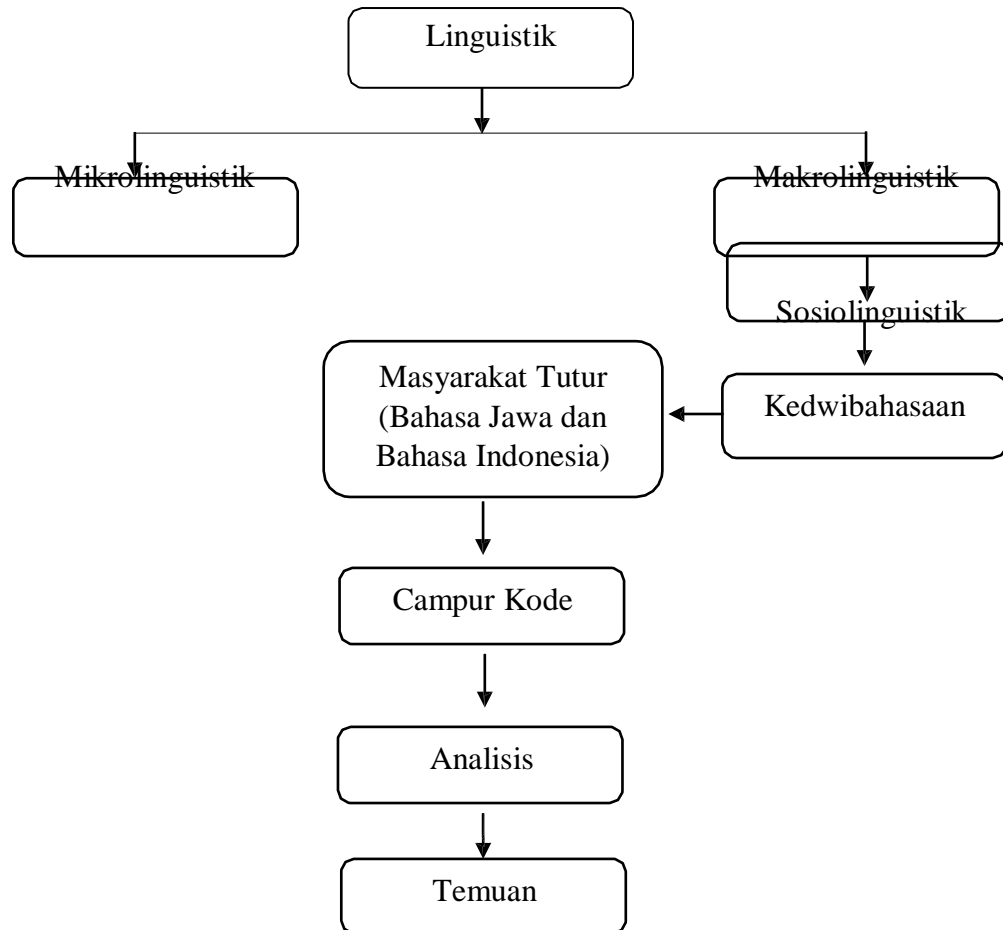 Linguistik
Mikrolinguistik
Makrolinguistik
Sosiolinguistik
Kedwibahasaan
Masyarakat Tutur
(Bahasa Jawa dan
Bahasa Indonesia)
Campur Kode
Analisis
Temuan